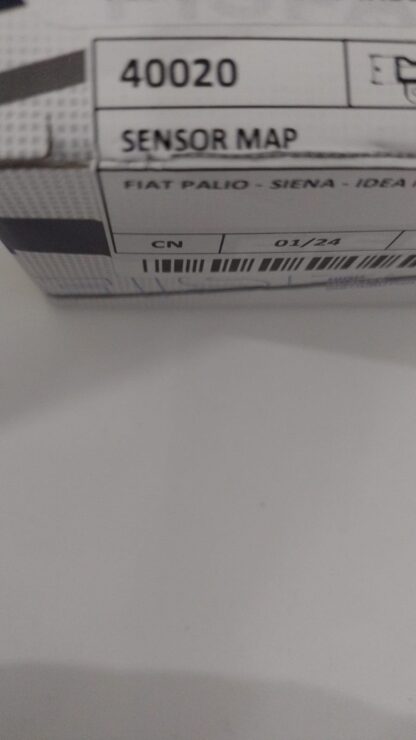 40020
SENSOR MAP
FIAT PALIO - SIENA - IDEA
CN
01/24